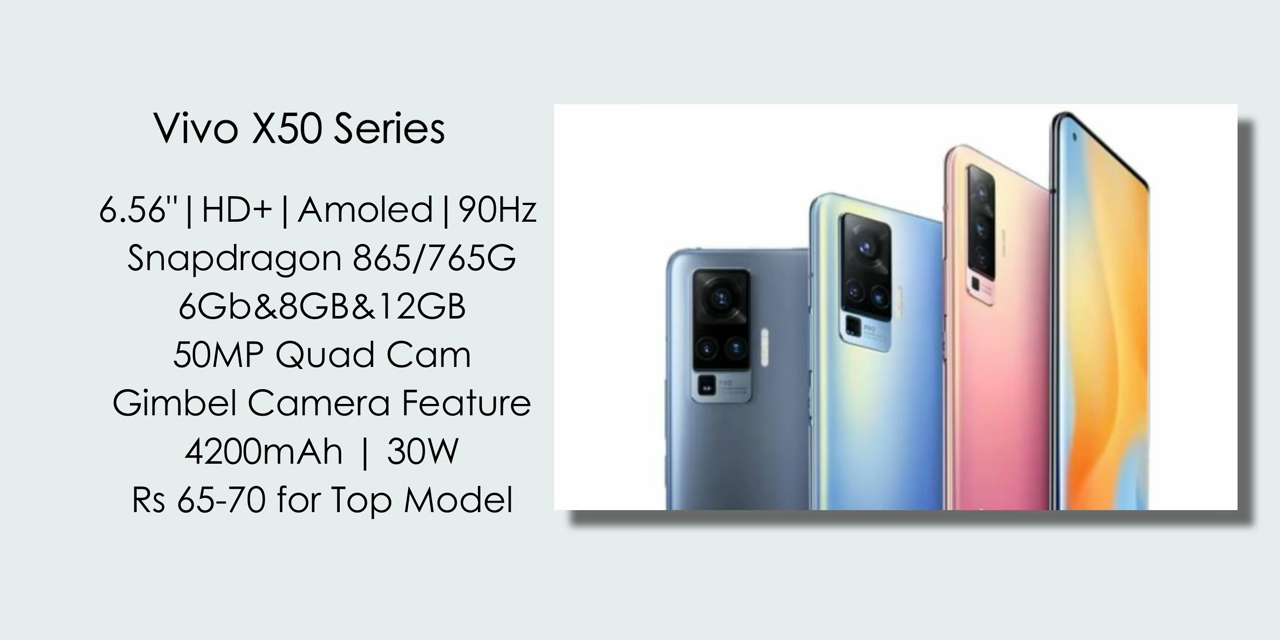 Vivo X50 Series
6.56"|HD+|Amoled|90Hz
Snapdragon 865/765G
6Gb&8GB&12GB
50MP Quad Cam
Gimbel Camera Feature
4200mAh | 30W
Rs 65-70 for Top Model
PRO